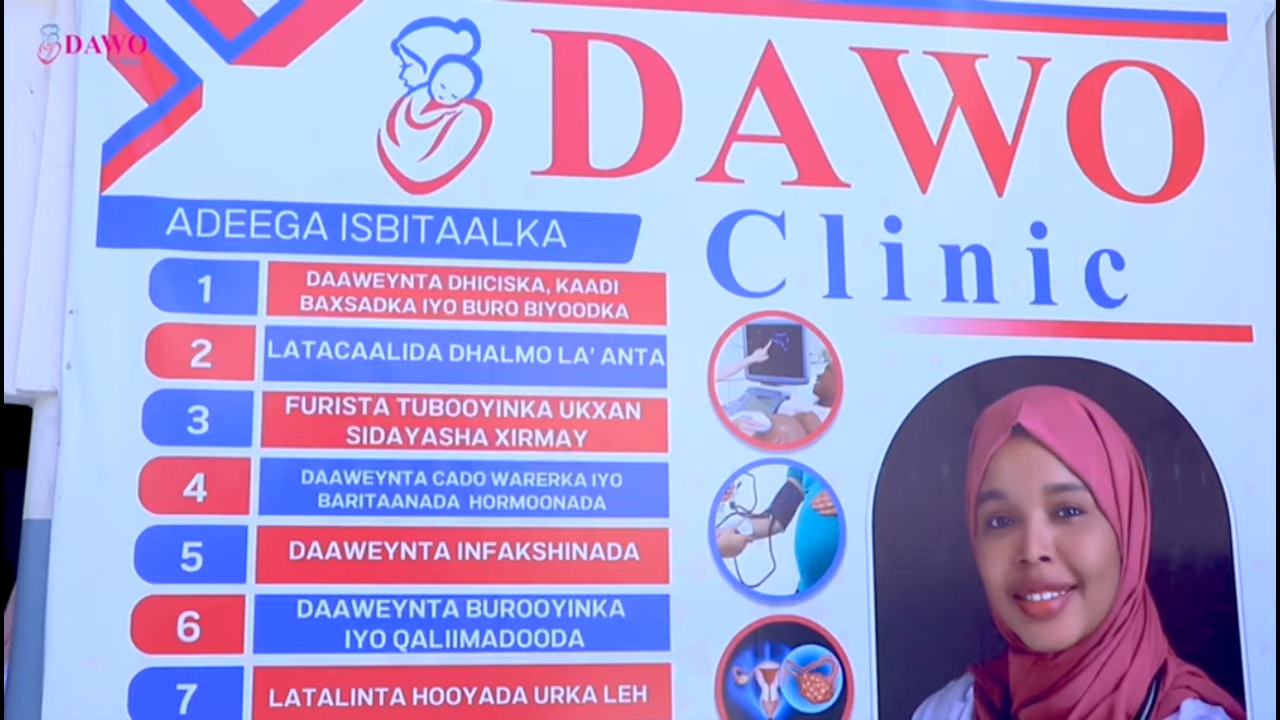 DAWO
DAWO
Clinic
ADEEGA ISBITAALKA
1
DAAWEYNTA DHICISKA, KAADI
BAXSADKA IYO BURO BIYOODKA
2
LATACAALIDA DHALMO LA' ANTA
3
FURISTA TUBOOYINKA UKXAN
SIDAYASHA XIRMAY
4
DAAWEYNTA CADO WARERKA IYO
BARITAANADA HORMOONADA
5
DAAWEYNTA INFAKSHINADA
6
DAAWEYNTA BUROOYINKA
IYO QALIIMADOODA
7
LATALINTA HOOYADA URKA LEH